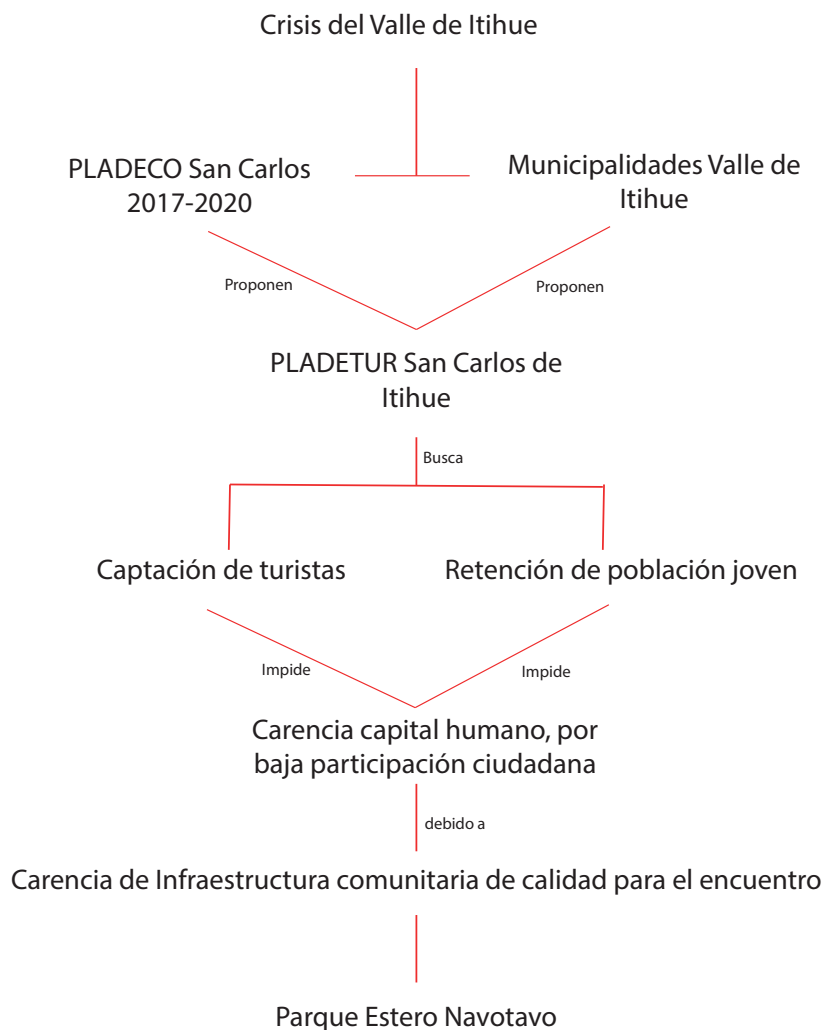 Crisis del Valle de Itihue
PLADECO San Carlos
2017-2020
Municipalidades Valle de
Itihue
Proponen
Proponen
PLADETUR San Carlos de
Itihue
Busca
Captación de turistas
Retención de población joven
Impide
Impide
Carencia capital humano, por
baja participación ciudadana
debido a
Carencia de Infraestructura comunitaria de calidad para el encuentro
Parque Estero Navotavo